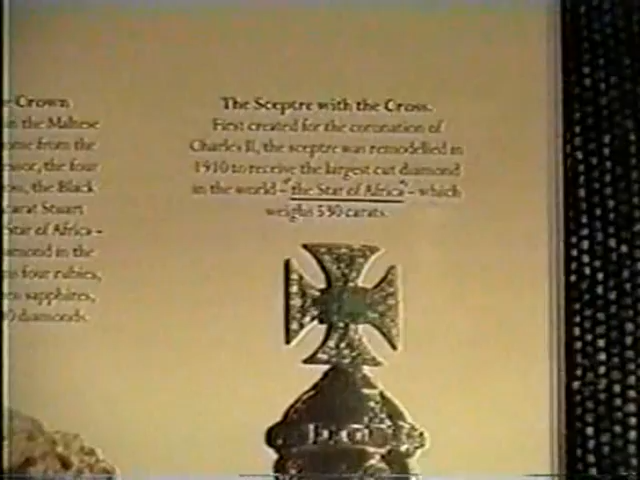 Crown
in the Maltese
from the
the four
the Black
carat Stuart
Star of Africa –
in the
four rubies,
sapphires,
diamonds.
The Sceptre with the Cross.
First created for the coronation of
Charles II, the sceptre was remodelled in
1910 to receive the largest cut diamond
in the world – "the Star of Africa" – which
weighs 530 carats.